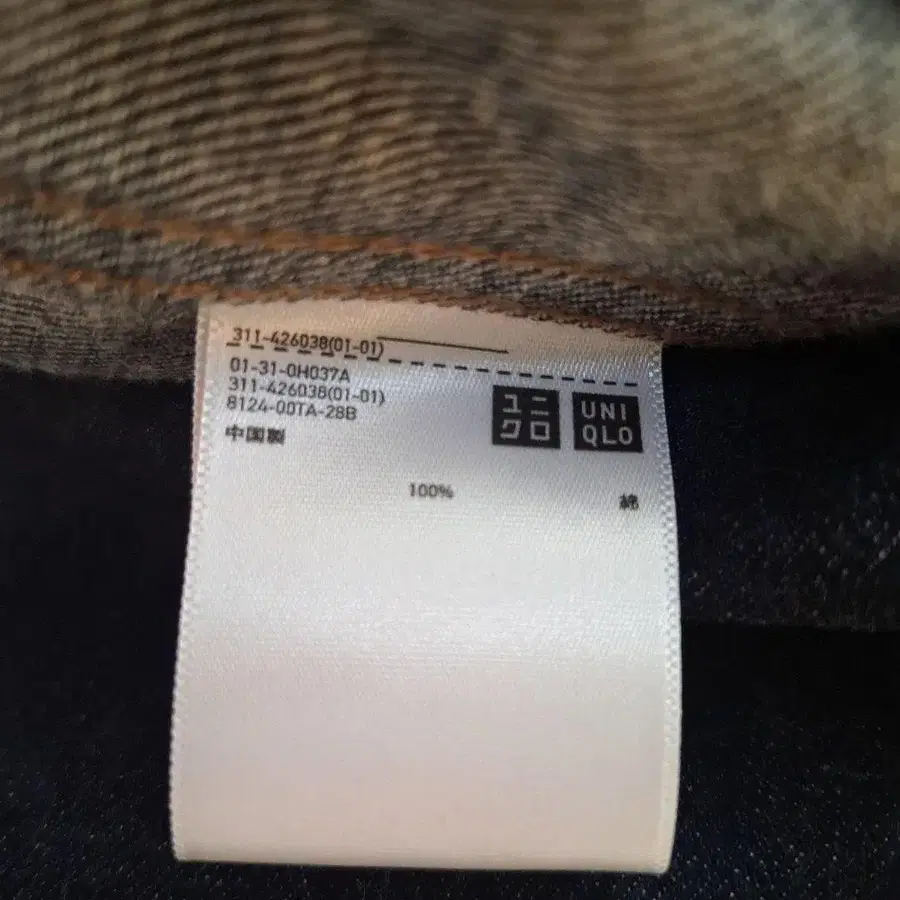 311-426038(01-01)
01-31-0H037A
311-426038(01-01)
8124-00TA-28B
中国製
ユニ
クロ
UNI
QLO
100% 綿